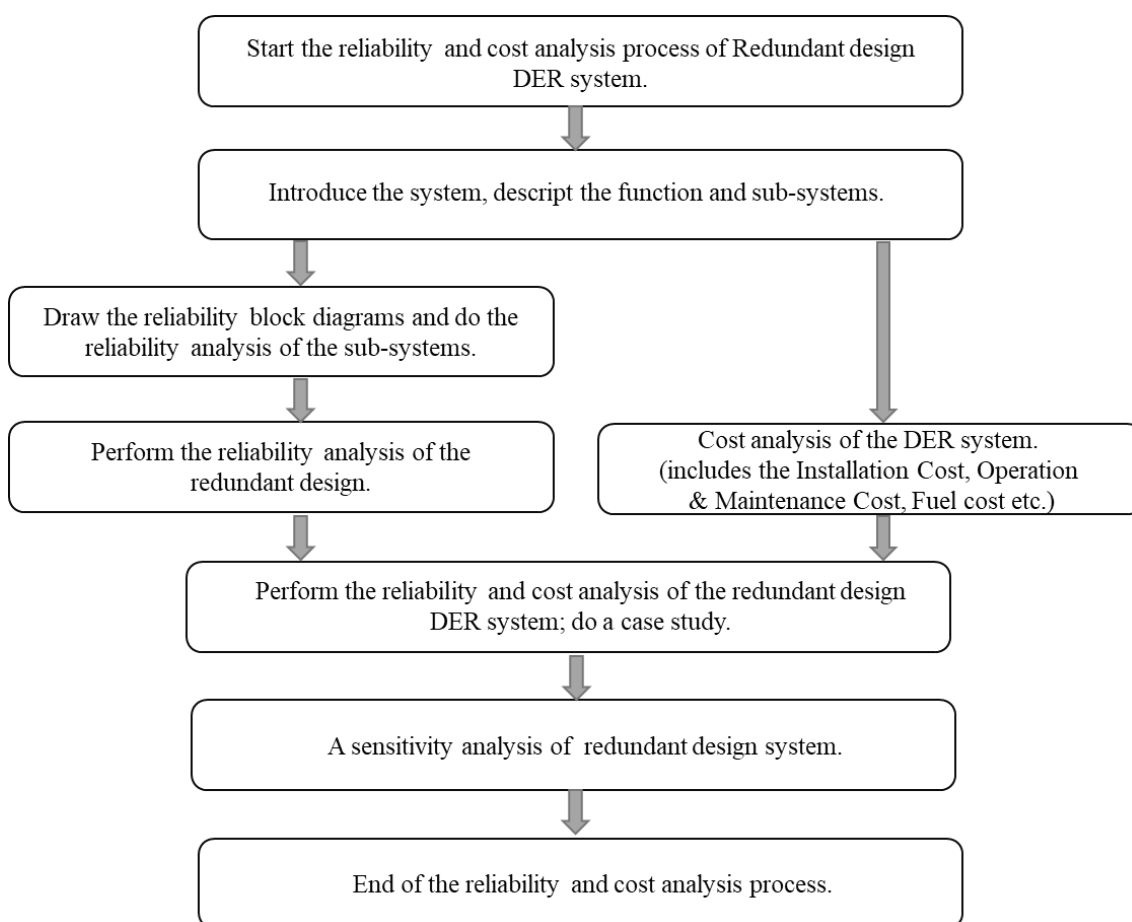 Start the reliability and cost analysis process of Redundant design
DER system.
Introduce the system, descript the function and sub-systems.
Draw the reliability block diagrams and do the
reliability analysis of the sub-systems.
Perform the reliability analysis of the
redundant design.
Cost analysis of the DER system.
(includes the Installation Cost, Operation
& Maintenance Cost, Fuel cost etc.)
Perform the reliability and cost analysis of the redundant design
DER system; do a case study.
A sensitivity analysis of redundant design system.
End of the reliability and cost analysis process.